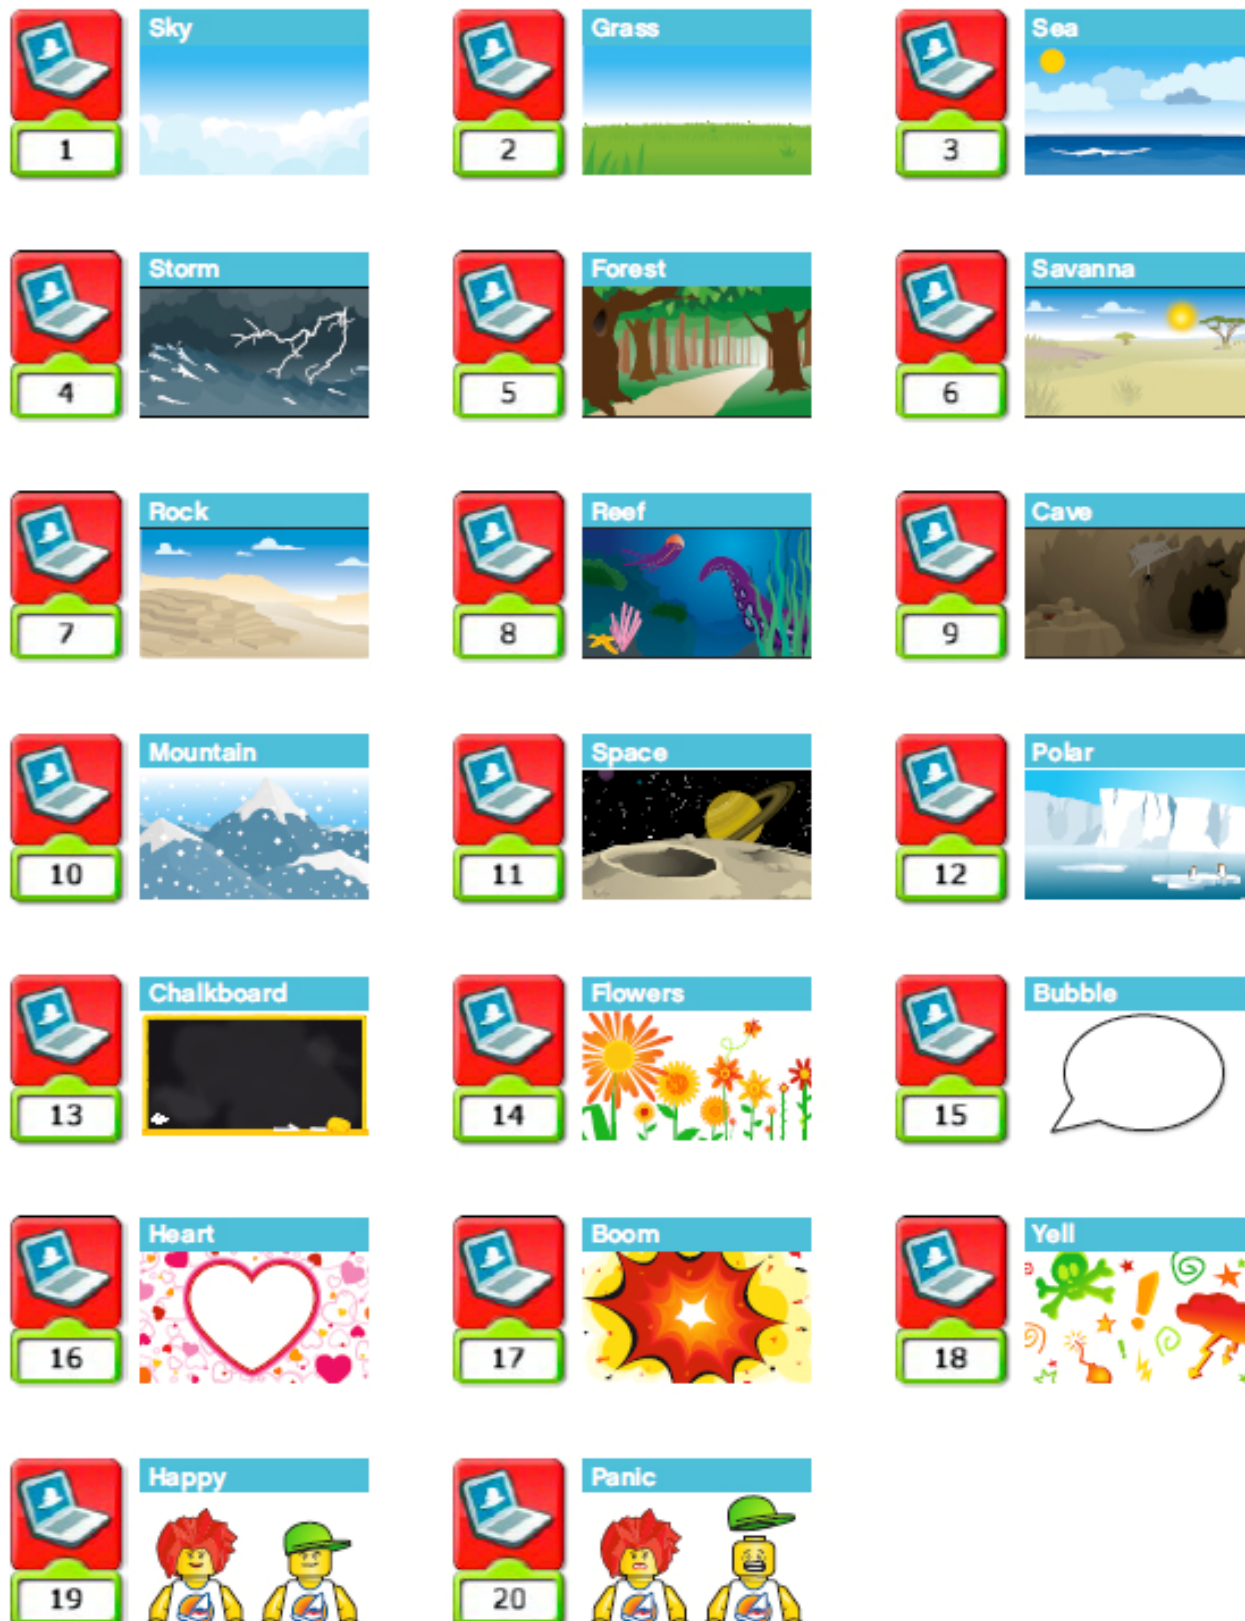 Sky
1
Grass
2
Sea
3
Storm
4
Forest
5
Savanna
6
Rock
7
Reef
8
Cave
9
Mountain
10
Space
11
Polar
12
Chalkboard
13
Flowers
14
Bubble
15
Heart
16
Boom
17
Yell
18
Happy
19
Panic
20